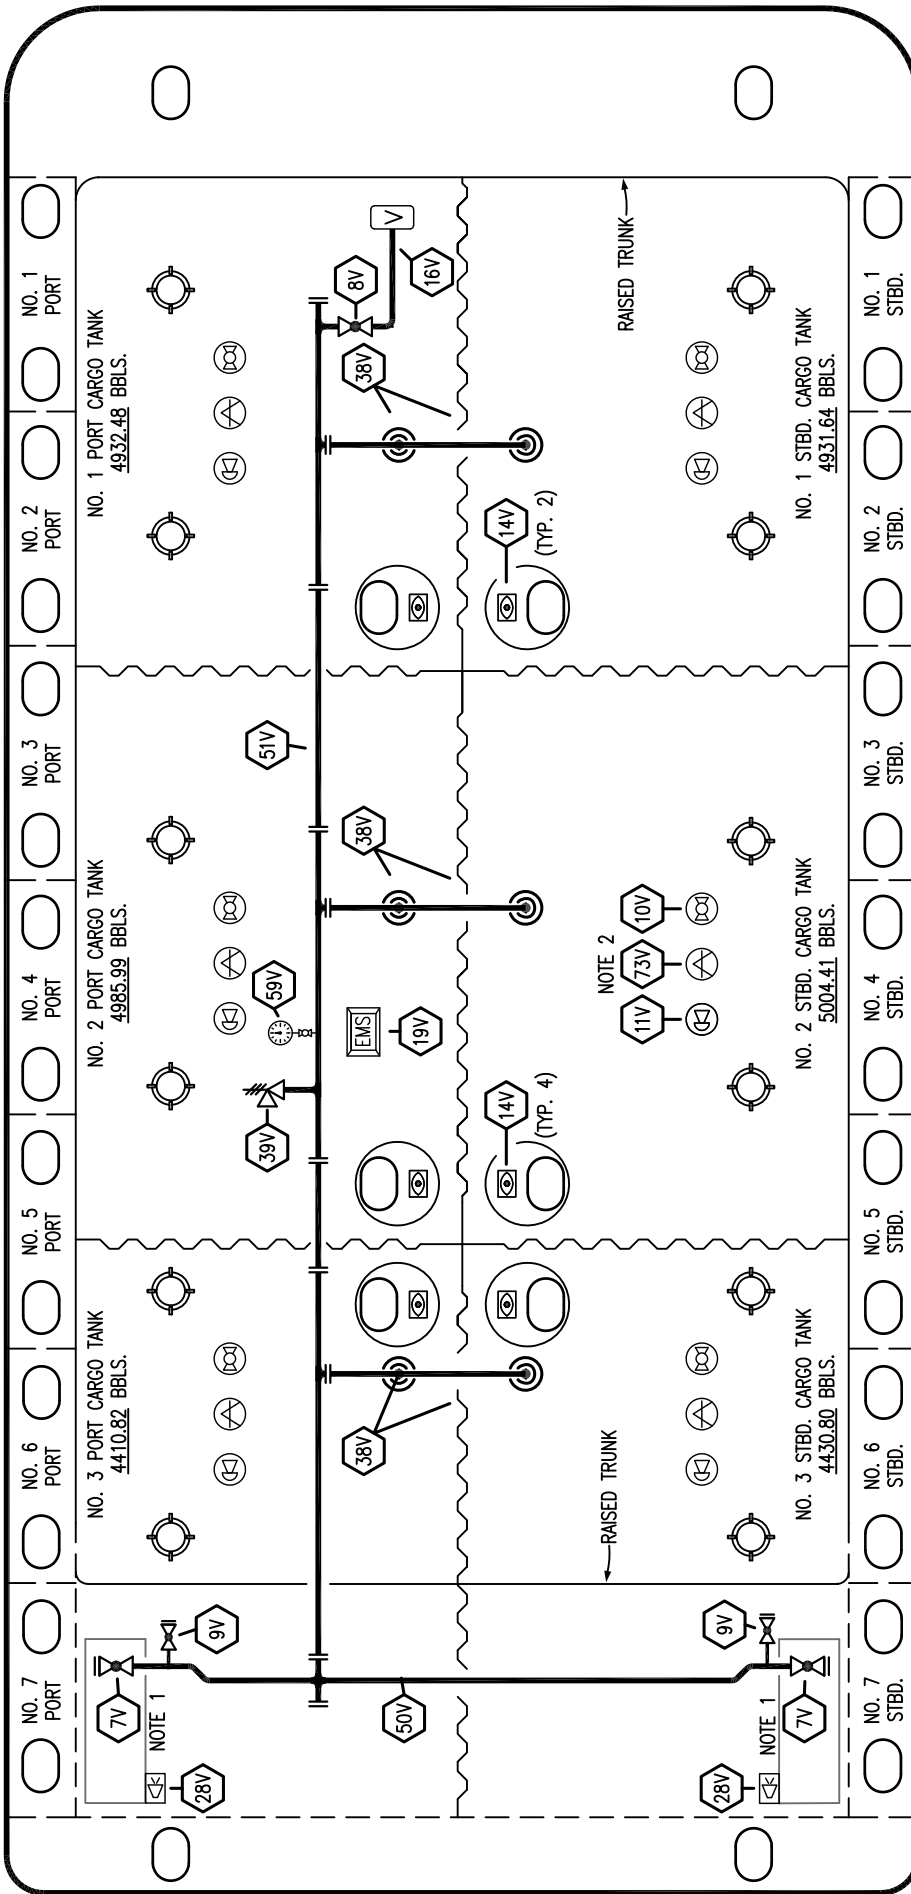 NO. 1
PORT
NO. 2
PORT
NO. 3
PORT
NO. 4
PORT
NO. 5
PORT
NO. 6
PORT
NO. 7
PORT
NO. 1 PORT CARGO TANK
4932.48 BBLS.
NO. 2 PORT CARGO TANK
4985.99 BBLS.
NO. 3 PORT CARGO TANK
4410.82 BBLS.
V
8V
16V
38V
14V
(TYP. 2)
51V
38V
59V
EMS
19V
39V
14V
(TYP. 4)
38V
RAISED TRUNK
RAISED TRUNK
NOTE 2
10V
73V
11V
9V
7V
NOTE 1
28V
50V
9V
7V
NOTE 1
28V
NO. 1 STBD. CARGO TANK
4931.64 BBLS.
NO. 2 STBD. CARGO TANK
5004.41 BBLS.
NO. 3 STBD. CARGO TANK
4430.80 BBLS.
NO. 1
STBD.
NO. 2
STBD.
NO. 3
STBD.
NO. 4
STBD.
NO. 5
STBD.
NO. 6
STBD.
NO. 7
STBD.